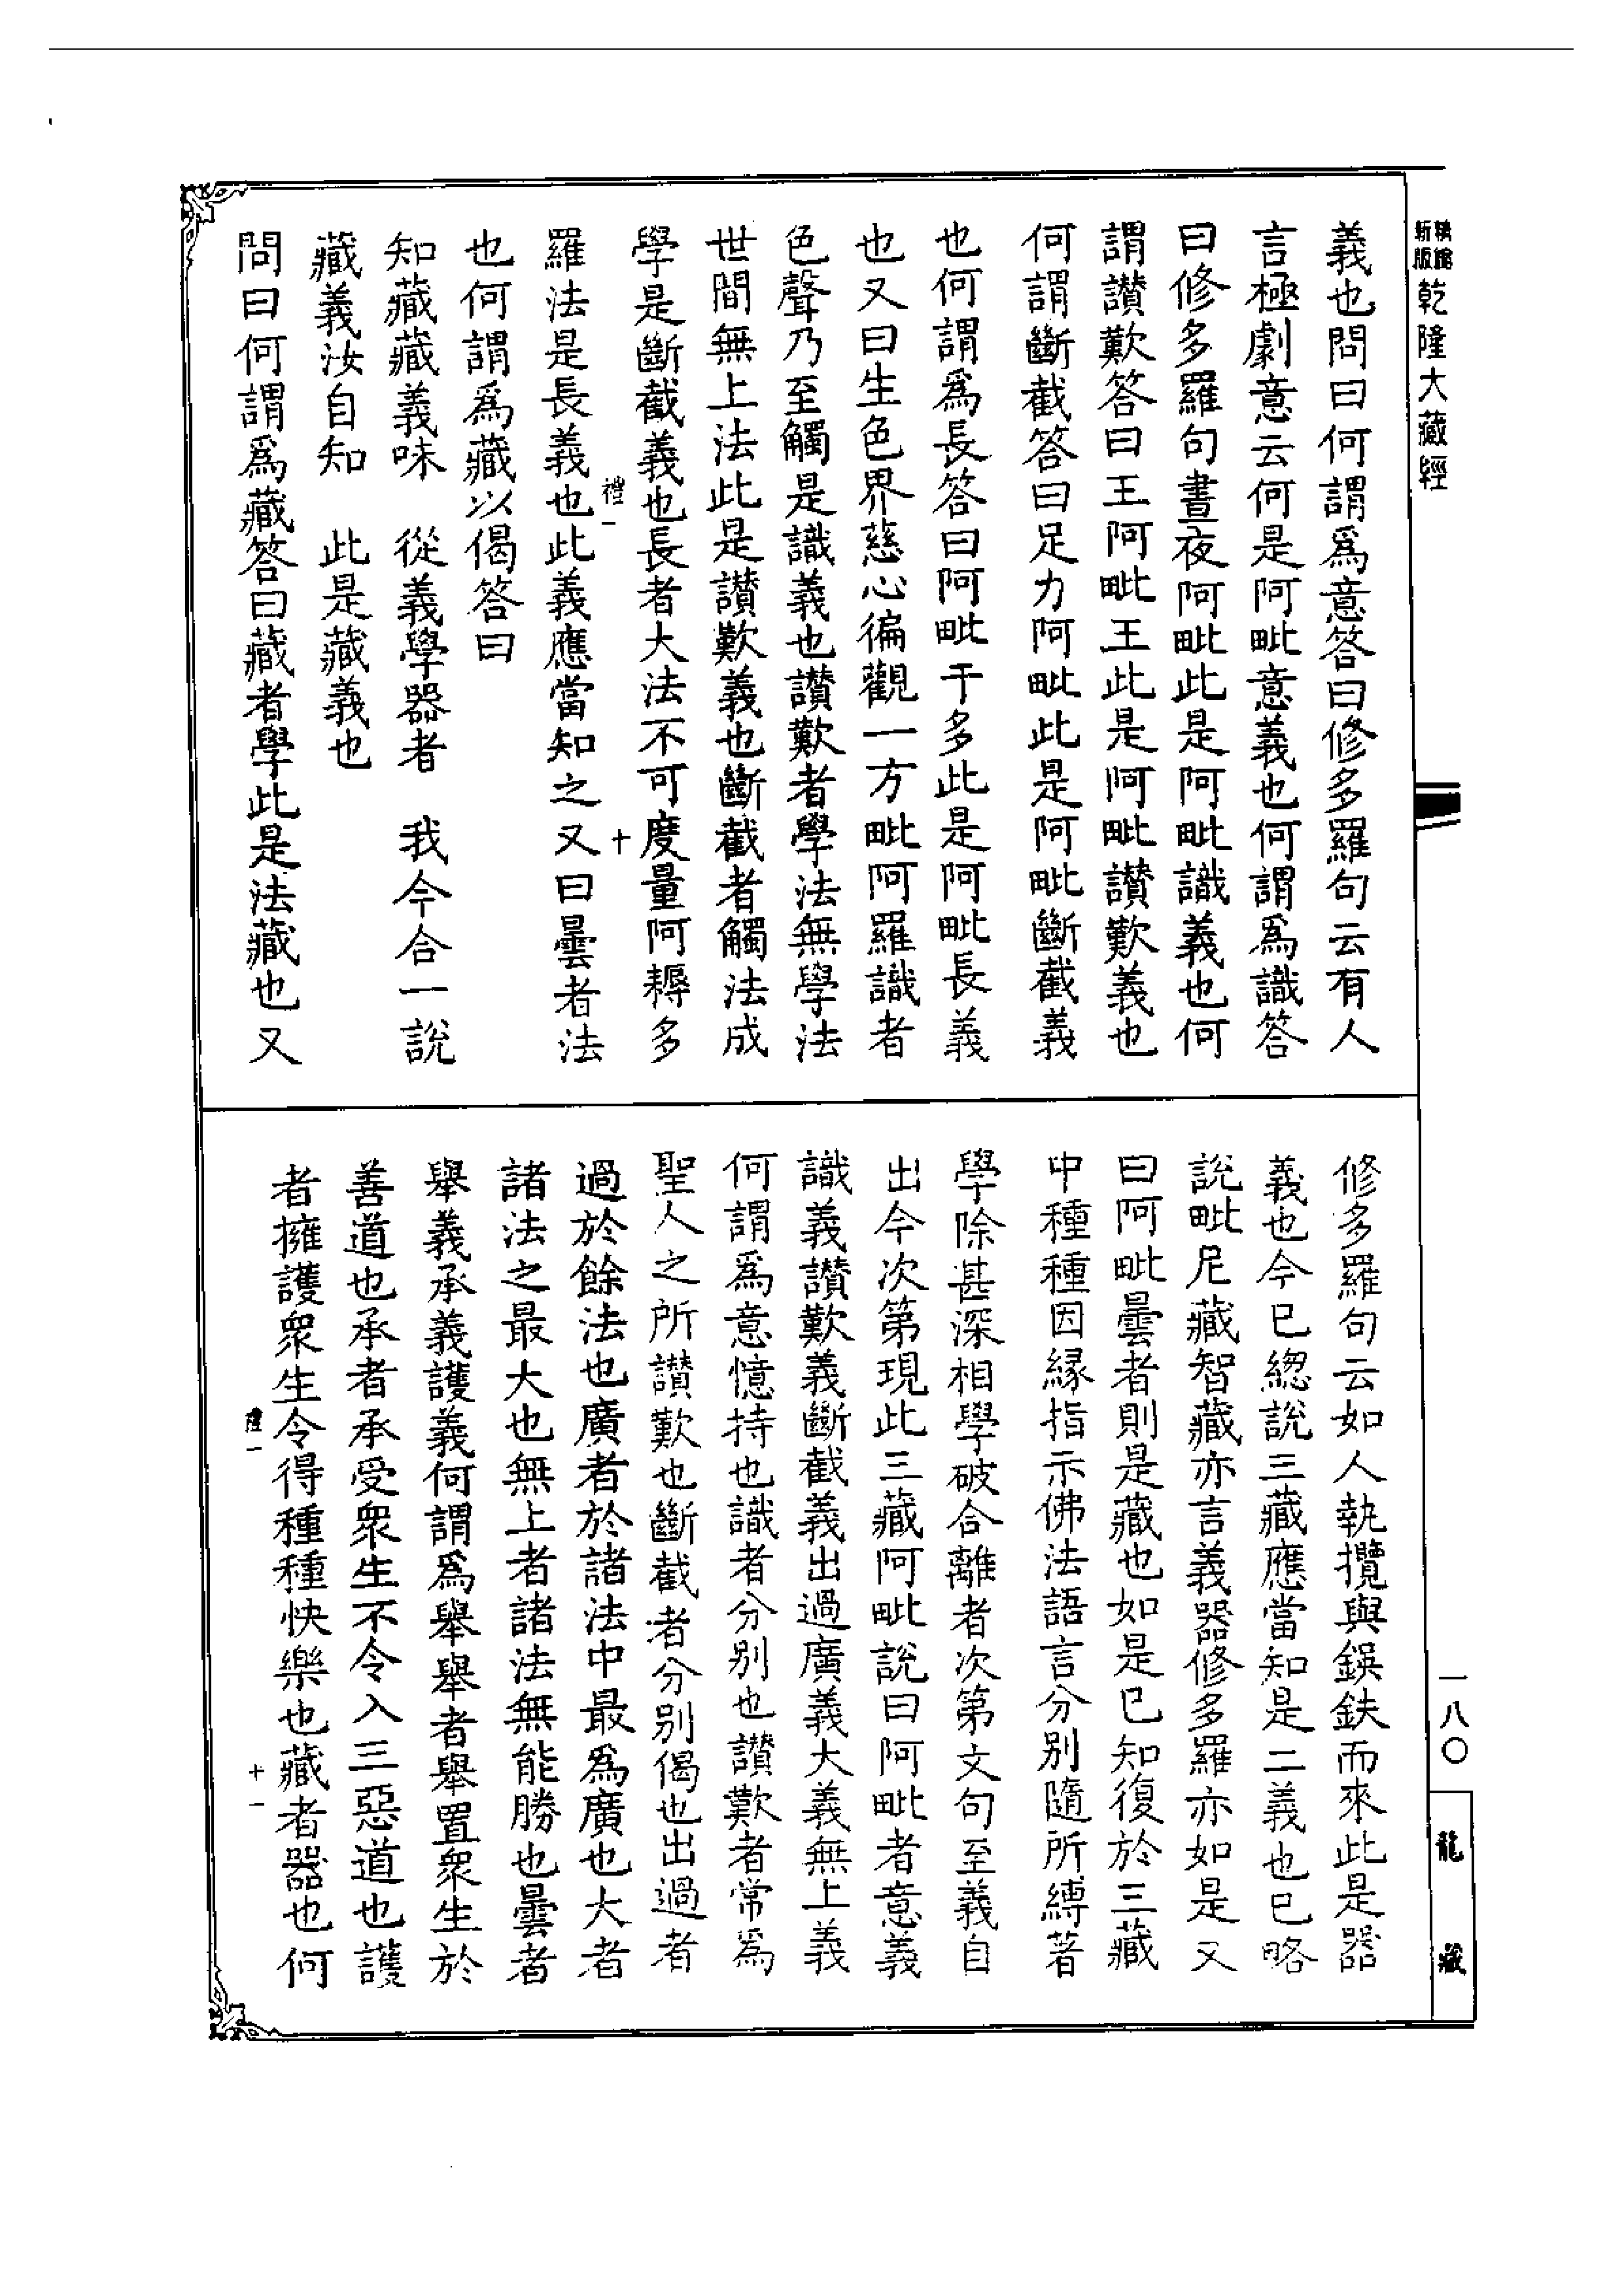 精繪
新版
乾隆大藏經
義也問曰何謂爲意答曰修多羅句云有人
言極劇意云何是阿毗意義也何謂爲識答
曰修多羅句晝夜阿毗此是阿毗識義也何
謂讃歎答曰王阿毗王此是阿毗讃歎義也
何謂斷截答曰足力阿毗此是阿毗斷截義
也何謂爲長答曰阿毗干多此是阿毗長義
也又曰生色界慈心徧觀一方毗阿羅識者
色聲乃至觸是識義也讃歎者學法無學法
世間無上法此是讃歎義也斷截者觸法成
學是斷截義也長者大法不可度量阿耨多
禮一
十
羅法是長義也此義應當知之又曰曇者法
也何謂爲藏以偈答曰
知藏藏義味　從義學器者　我今合一說
藏義汝自知　此是藏義也
問曰何謂爲藏答曰藏者學此是法藏也又
修多羅句云如人執攬與鋘鈇而來此是器
義也今已總說三藏應當知是二義也已略
說毗尼藏智藏亦言義器修多羅亦如是又
曰阿毗曇者則是藏也如是已知復於三藏
中種種因緣指示佛法語言分別隨所縛著
學除甚深相學破合離者次第文句至義自
出今次第現此三藏阿毗說曰阿毗者意義
識義讃歎義斷截義出過廣義大義無上義
何謂爲意憶持也識者分別也讃歎者常爲
聖人之所讃歎也斷截者分別偈也出過者
過於餘法也廣者於諸法中最爲廣也大者
諸法之最大也無上者諸法無能勝也曇者
舉義承義護義何謂爲舉舉者舉置衆生於
善道也承者承受衆生不令入三惡道也護
者擁護衆生令得種種快樂也藏者器也何
禮一
十一
一八〇
龍藏